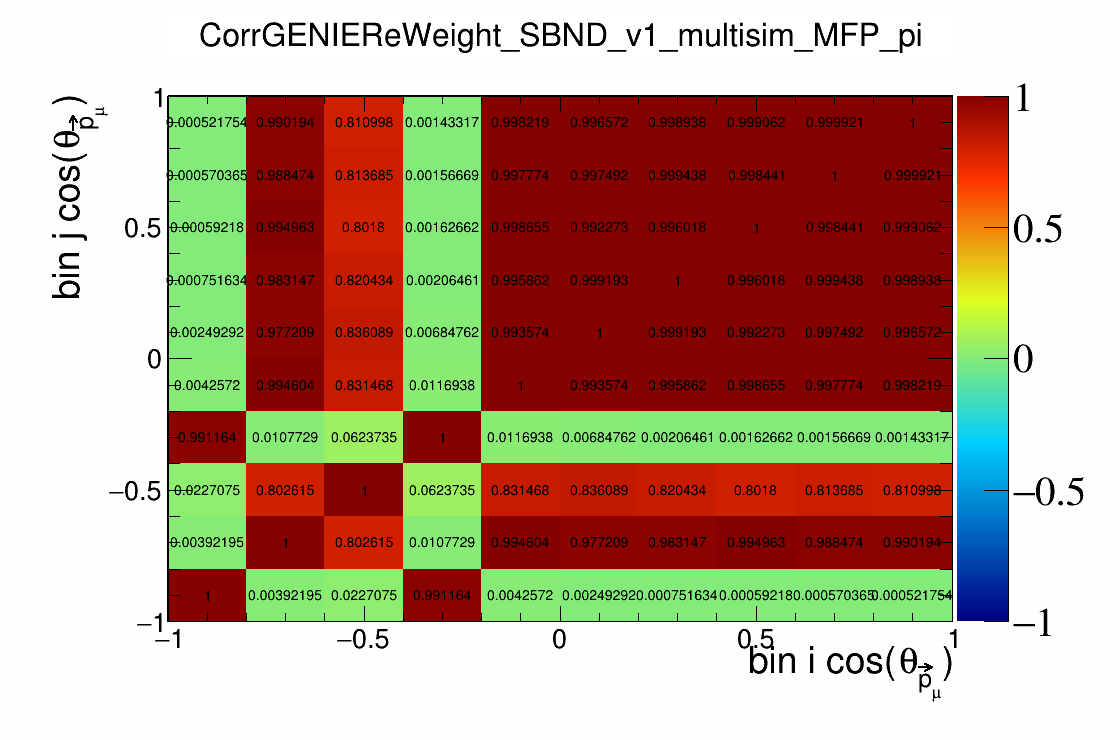 CorrGENIEReWeight_SBND_v1_multisim_MFP_pi
bin j cos(θ_p⃗_μ)
1
0.5
0
−0.5
−1
0.000521754 0.990194 0.810998 0.00143317 0.998219 0.996572 0.998938 0.999062 0.999921 1
0.000570365 0.988474 0.813685 0.00156669 0.997774 0.997492 0.999438 0.998441 1 0.999921
0.00059218 0.994963 0.8018 0.00162662 0.998655 0.992273 0.996018 1 0.998441 0.999062
0.000751634 0.983147 0.820434 0.00206461 0.995862 0.999193 1 0.996018 0.999438 0.998938
0.00249292 0.977209 0.836089 0.00684762 0.993574 1 0.999193 0.992273 0.997492 0.996572
0.0042572 0.994604 0.831468 0.0116938 1 0.993574 0.995862 0.998655 0.997774 0.998219
0.991164 0.0107729 0.0623735 1 0.0116938 0.00684762 0.00206461 0.00162662 0.00156669 0.00143317
0.0227075 0.802615 1 0.0623735 0.831468 0.836089 0.820434 0.8018 0.813685 0.810998
0.00392195 1 0.802615 0.0107729 0.994604 0.977209 0.983147 0.994963 0.988474 0.990194
1 0.00392195 0.0227075 0.991164 0.0042572 0.00249292 0.000751634 0.00059218 0.000570365 0.000521754
−1 −0.5 0 0.5 1
bin i cos(θ_p⃗_μ)
1
0.5
0
−0.5
−1